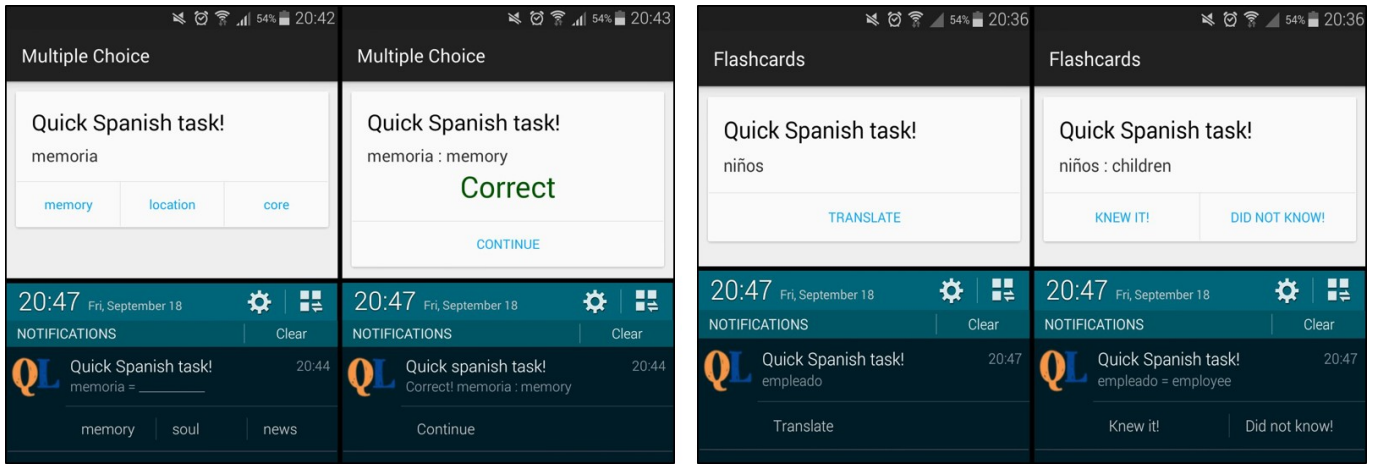 54% 20:42
Multiple Choice
Quick Spanish task!
memoria
memory location core
20:47 Fri, September 18
NOTIFICATIONS Clear
QL Quick Spanish task! 20:44
memoria = __________
memory soul news
54% 20:43
Multiple Choice
Quick Spanish task!
memoria : memory
Correct
CONTINUE
20:47 Fri, September 18
NOTIFICATIONS Clear
QL Quick spanish task! 20:44
Correct! memoria : memory
Continue
54% 20:36
Flashcards
Quick Spanish task!
niños
TRANSLATE
20:47 Fri, September 18
NOTIFICATIONS Clear
QL Quick Spanish task! 20:47
empleado
Translate
54% 20:36
Flashcards
Quick Spanish task!
niños : children
KNEW IT! DID NOT KNOW!
20:47 Fri, September 18
NOTIFICATIONS Clear
QL Quick Spanish task! 20:47
empleado = employee
Knew it! Did not know!